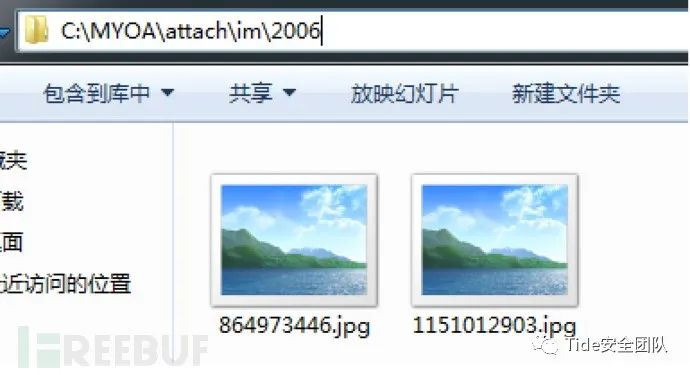 C:\MYOA\attach\im\2006
包含到库中 共享 放映幻灯片 新建文件夹
夹
载
面
近访问的位置
864973446.jpg 1151012903.jpg
REEBUF
Tide安全团队